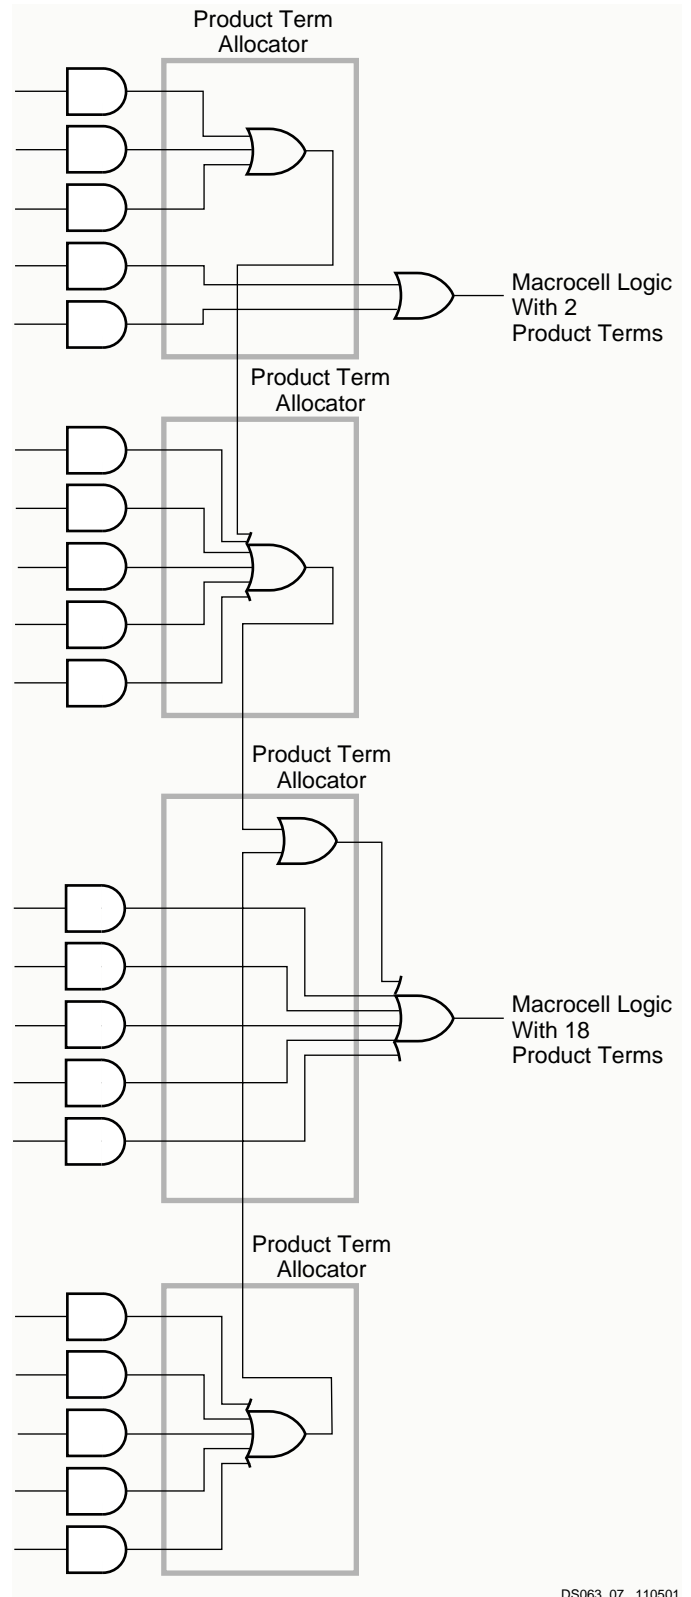 Product Term
Allocator
Macrocell Logic
With 2
Product Terms
Product Term
Allocator
Product Term
Allocator
Macrocell Logic
With 18
Product Terms
Product Term
Allocator
DS063_07_110501